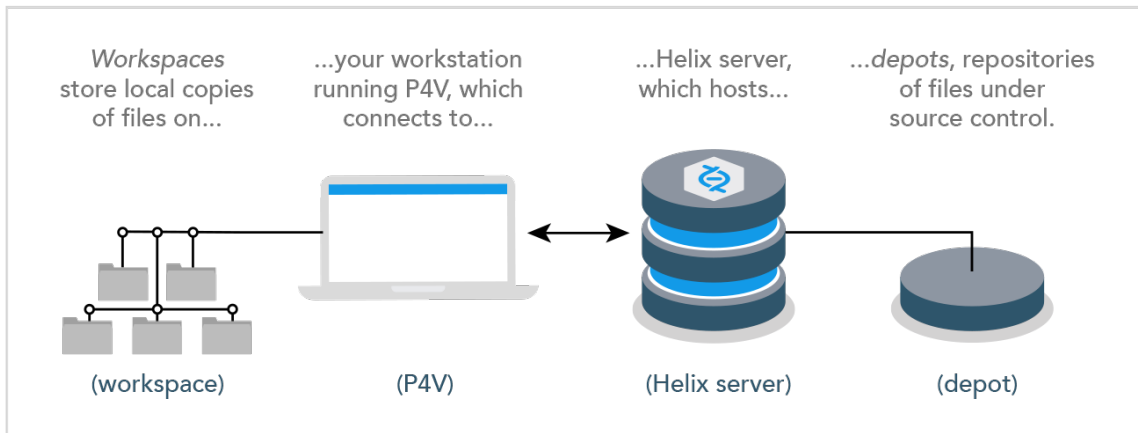 Workspaces
store local copies
of files on...
...your workstation
running P4V, which
connects to...
...Helix server,
which hosts...
...depots, repositories
of files under
source control.
(workspace)
(P4V)
(Helix server)
(depot)